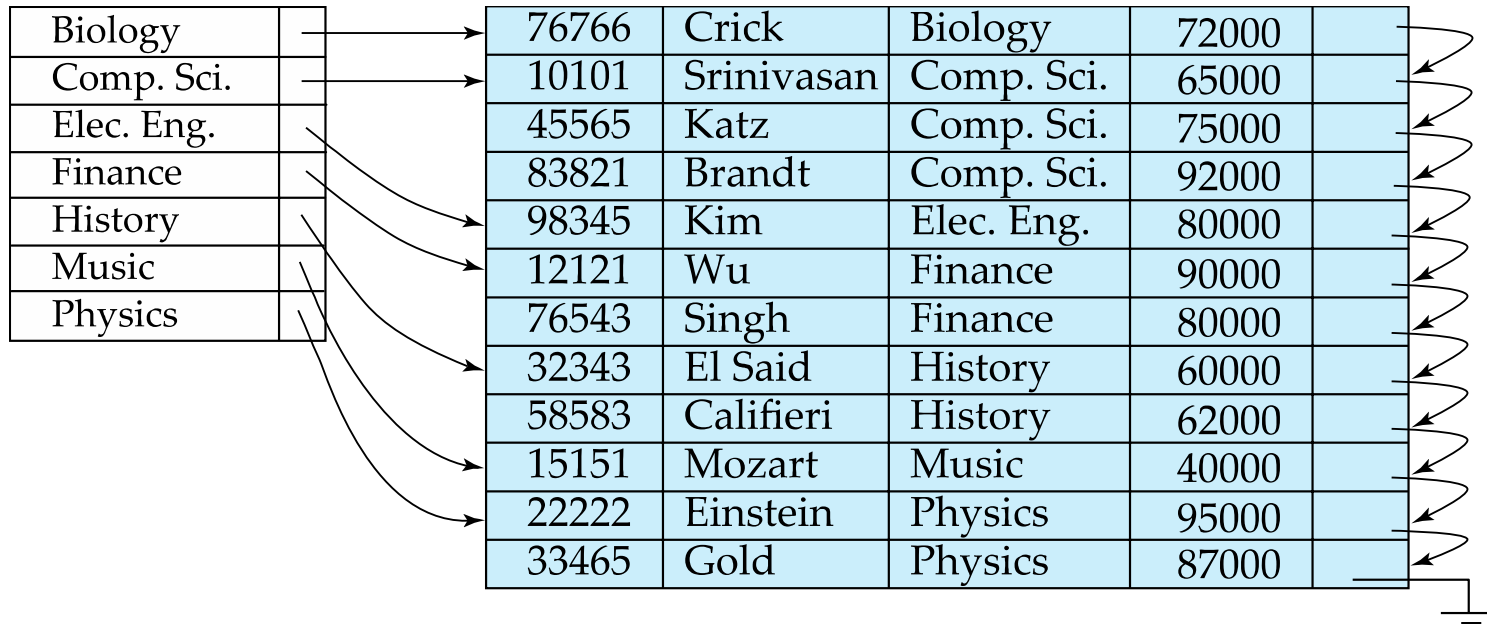 Biology
Comp. Sci.
Elec. Eng.
Finance
History
Music
Physics
76766 Crick Biology 72000
10101 Srinivasan Comp. Sci. 65000
45565 Katz Comp. Sci. 75000
83821 Brandt Comp. Sci. 92000
98345 Kim Elec. Eng. 80000
12121 Wu Finance 90000
76543 Singh Finance 80000
32343 El Said History 60000
58583 Califieri History 62000
15151 Mozart Music 40000
22222 Einstein Physics 95000
33465 Gold Physics 87000